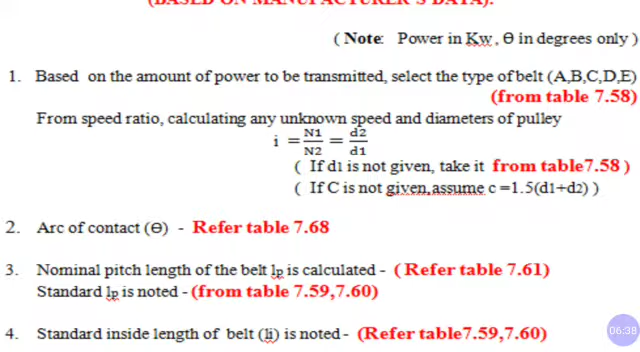 (BASED ON MANUFACTURER'S DATA).
( Note: Power in Kw , Θ in degrees only )
1. Based on the amount of power to be transmitted, select the type of belt (A,B,C,D,E)
(from table 7.58)
From speed ratio, calculating any unknown speed and diameters of pulley
i = N1/N2 = d2/d1
( If d1 is not given, take it from table7.58 )
( If C is not given,assume c =1.5(d1+d2) )
2. Arc of contact (Θ) - Refer table 7.68
3. Nominal pitch length of the belt lp is calculated - ( Refer table 7.61)
Standard lp is noted - (from table 7.59,7.60)
4. Standard inside length of belt (li) is noted - (Refer table7.59,7.60)
06:38